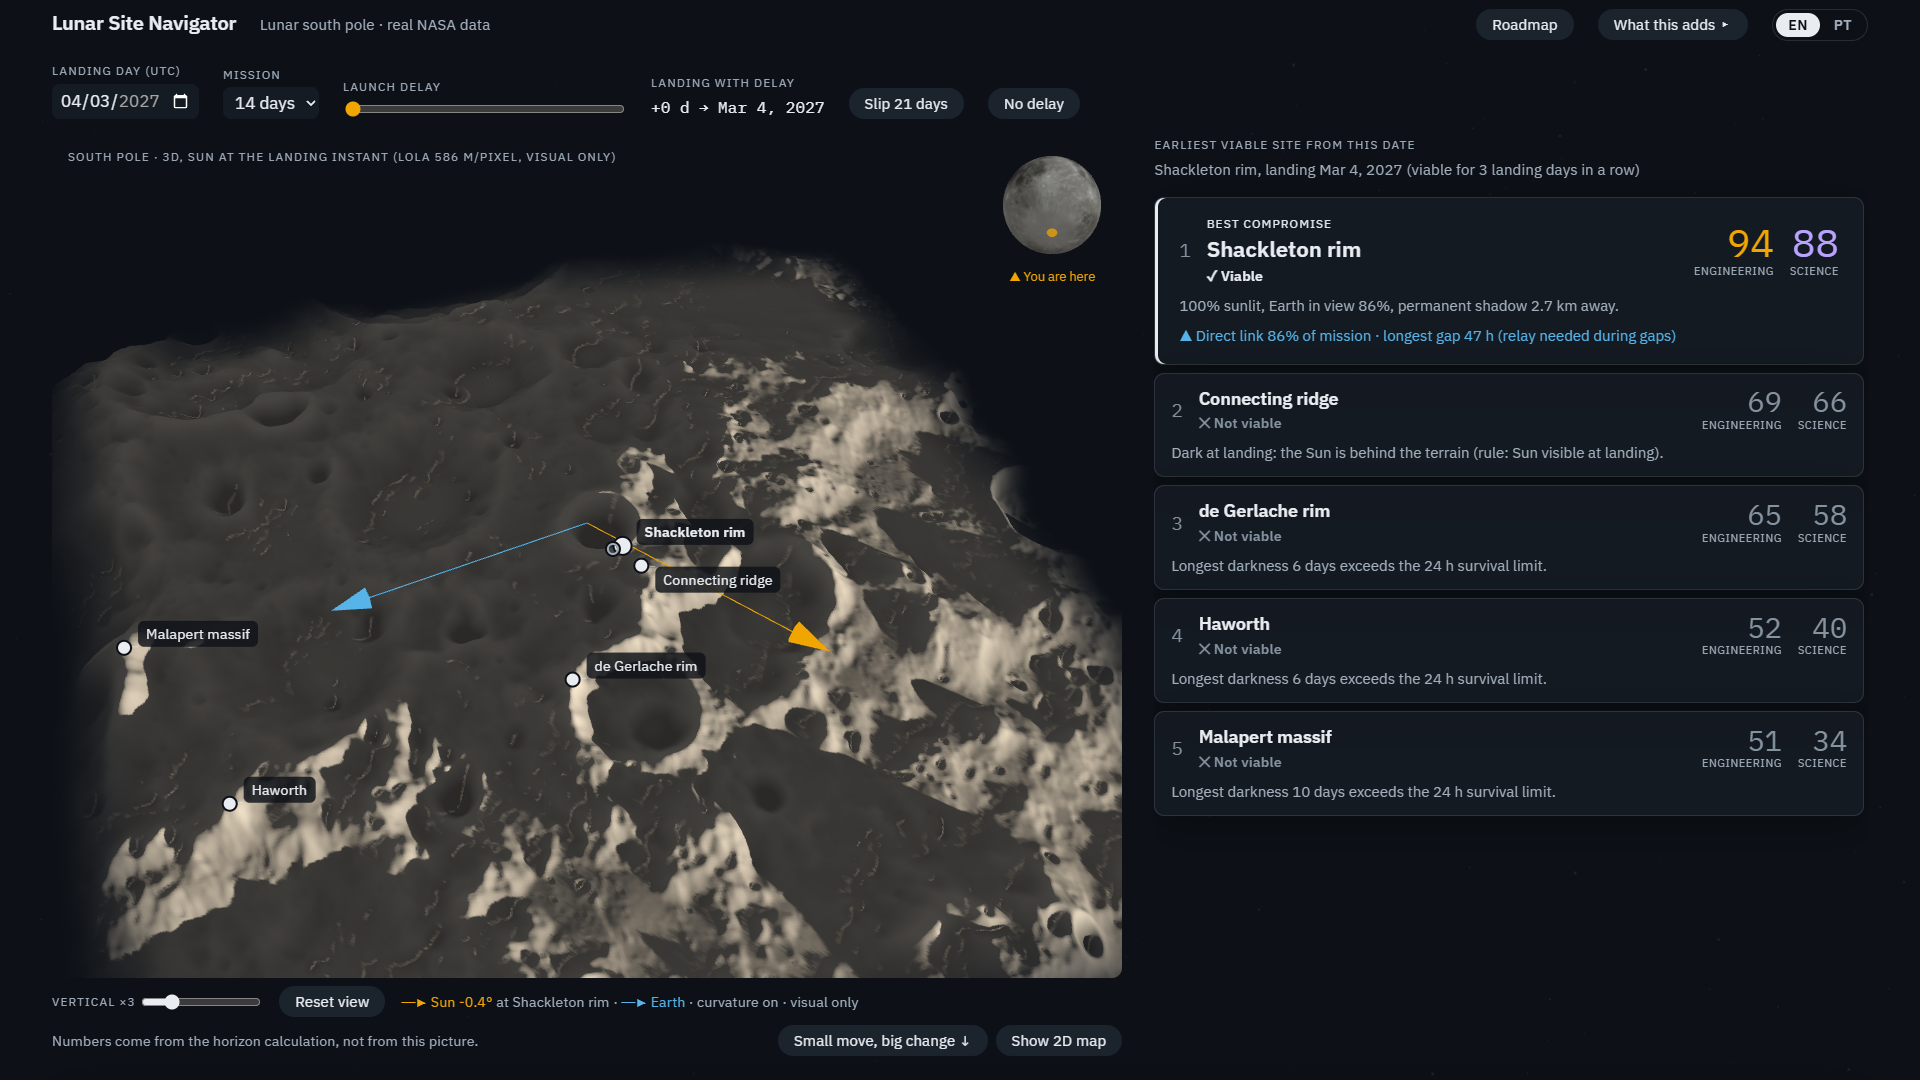 Lunar Site Navigator
Lunar south pole · real NASA data
Roadmap
What this adds ▸
EN
PT
LANDING DAY (UTC)
04/03/2027
MISSION
14 days
LAUNCH DELAY
LANDING WITH DELAY
+0 d → Mar 4, 2027
Slip 21 days
No delay
SOUTH POLE · 3D, SUN AT THE LANDING INSTANT (LOLA 586 M/PIXEL, VISUAL ONLY)
▲ You are here
Shackleton rim
Connecting ridge
Malapert massif
de Gerlache rim
Haworth
VERTICAL ×3
Reset view
Sun -0.4° at Shackleton rim · Earth · curvature on · visual only
Numbers come from the horizon calculation, not from this picture.
Small move, big change ↓
Show 2D map
EARLIEST VIABLE SITE FROM THIS DATE
Shackleton rim, landing Mar 4, 2027 (viable for 3 landing days in a row)
BEST COMPROMISE
1 Shackleton rim
✓ Viable
94 ENGINEERING
88 SCIENCE
100% sunlit, Earth in view 86%, permanent shadow 2.7 km away.
▲ Direct link 86% of mission · longest gap 47 h (relay needed during gaps)
2 Connecting ridge
✕ Not viable
69 ENGINEERING
66 SCIENCE
Dark at landing: the Sun is behind the terrain (rule: Sun visible at landing).
3 de Gerlache rim
✕ Not viable
65 ENGINEERING
58 SCIENCE
Longest darkness 6 days exceeds the 24 h survival limit.
4 Haworth
✕ Not viable
52 ENGINEERING
40 SCIENCE
Longest darkness 6 days exceeds the 24 h survival limit.
5 Malapert massif
✕ Not viable
51 ENGINEERING
34 SCIENCE
Longest darkness 10 days exceeds the 24 h survival limit.